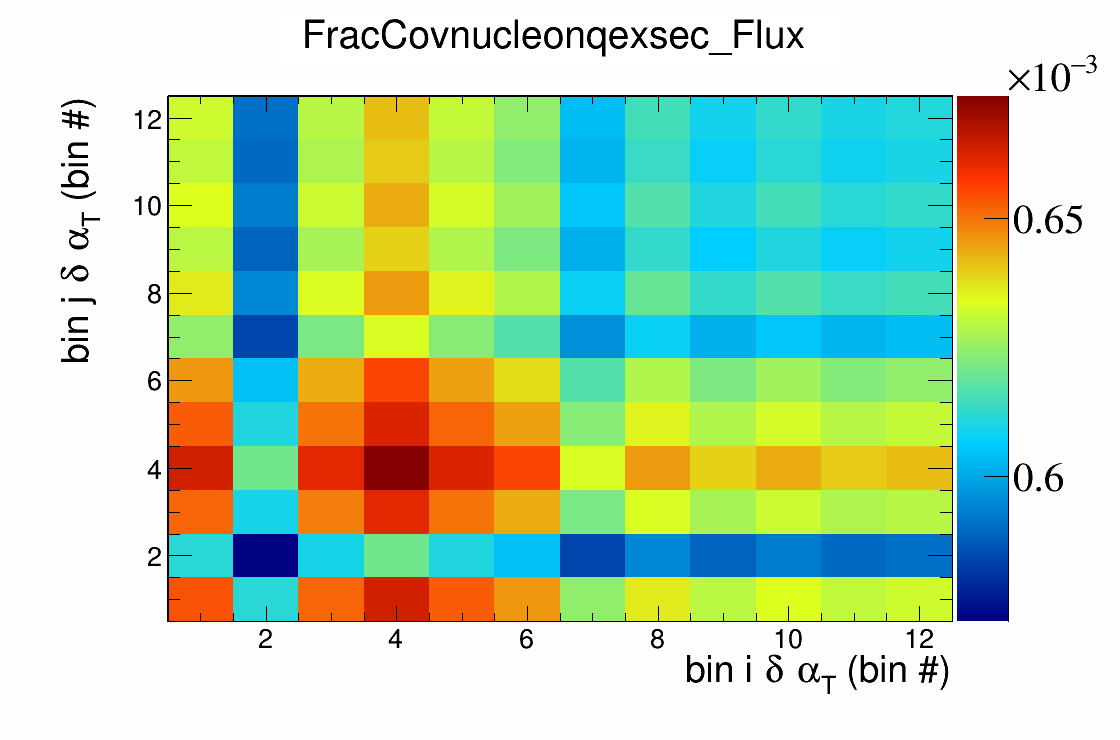 FracCovnucleonqexsec_Flux
×10⁻³
bin j δ α_T (bin #)
12
10
8
6
4
2
0.65
0.6
2 4 6 8 10 12
bin i δ α_T (bin #)